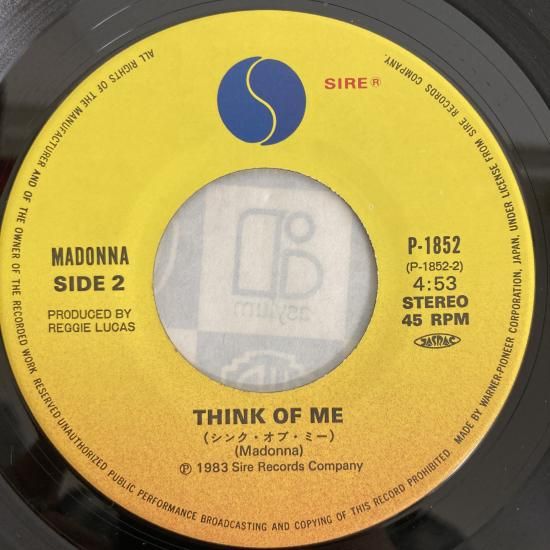 SIRE®
MADONNA
SIDE 2
PRODUCED BY
REGGIE LUCAS
P-1852
(P-1852-2)
4:53
STEREO
45 RPM
JASRAC
asylum
THINK OF ME
(シンク・オブ・ミー)
(Madonna)
Ⓟ 1983 Sire Records Company
ALL RIGHTS OF THE MANUFACTURER AND OF THE OWNER OF THE RECORDED WORK RESERVED UNAUTHORIZED PUBLIC PERFORMANCE BROADCASTING AND COPYING OF THIS RECORD PROHIBITED. MADE BY WARNER-PIONEER CORPORATION, JAPAN, UNDER LICENSE FROM SIRE RECORDS COMPANY.